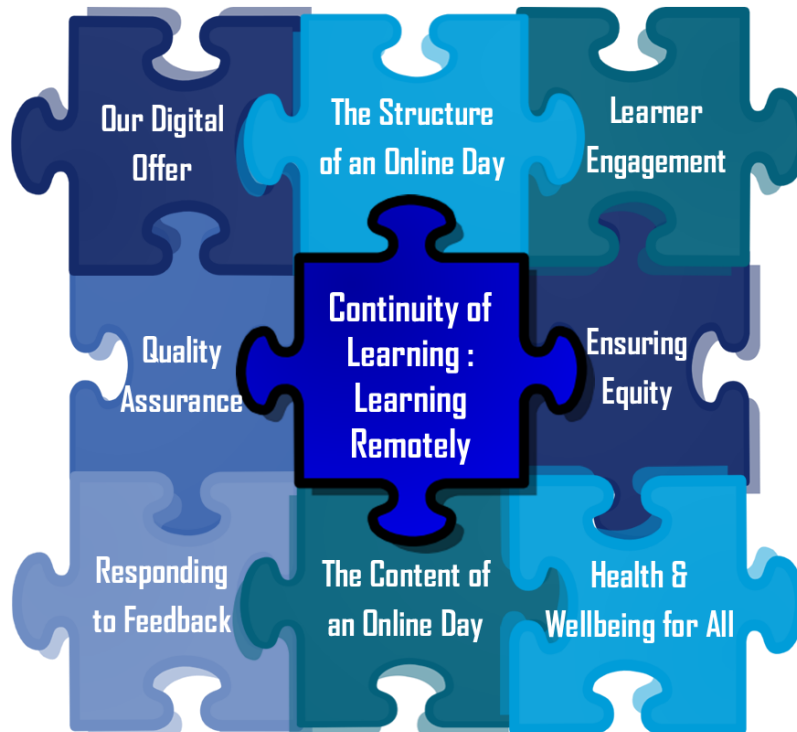 Our Digital
Offer
The Structure
of an Online Day
Learner
Engagement
Quality
Assurance
Continuity of
Learning :
Learning
Remotely
Ensuring
Equity
Responding
to Feedback
The Content of
an Online Day
Health &
Wellbeing for All